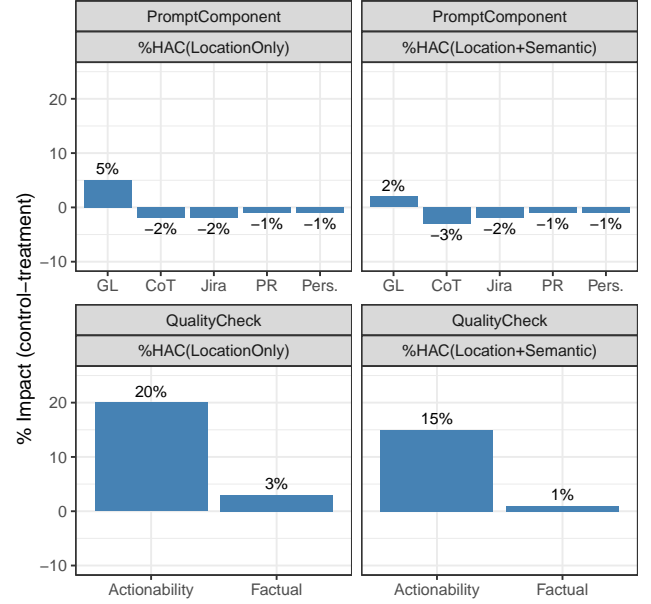 PromptComponent
PromptComponent
%HAC(LocationOnly)
%HAC(Location+Semantic)
20
10
0
−10
5%
−2%
−2%
−1%
−1%
2%
−3%
−2%
−1%
−1%
GL CoT Jira PR Pers.
GL CoT Jira PR Pers.
% Impact (control−treatment)
QualityCheck
QualityCheck
%HAC(LocationOnly)
%HAC(Location+Semantic)
20
10
0
−10
20%
3%
15%
1%
Actionability Factual
Actionability Factual